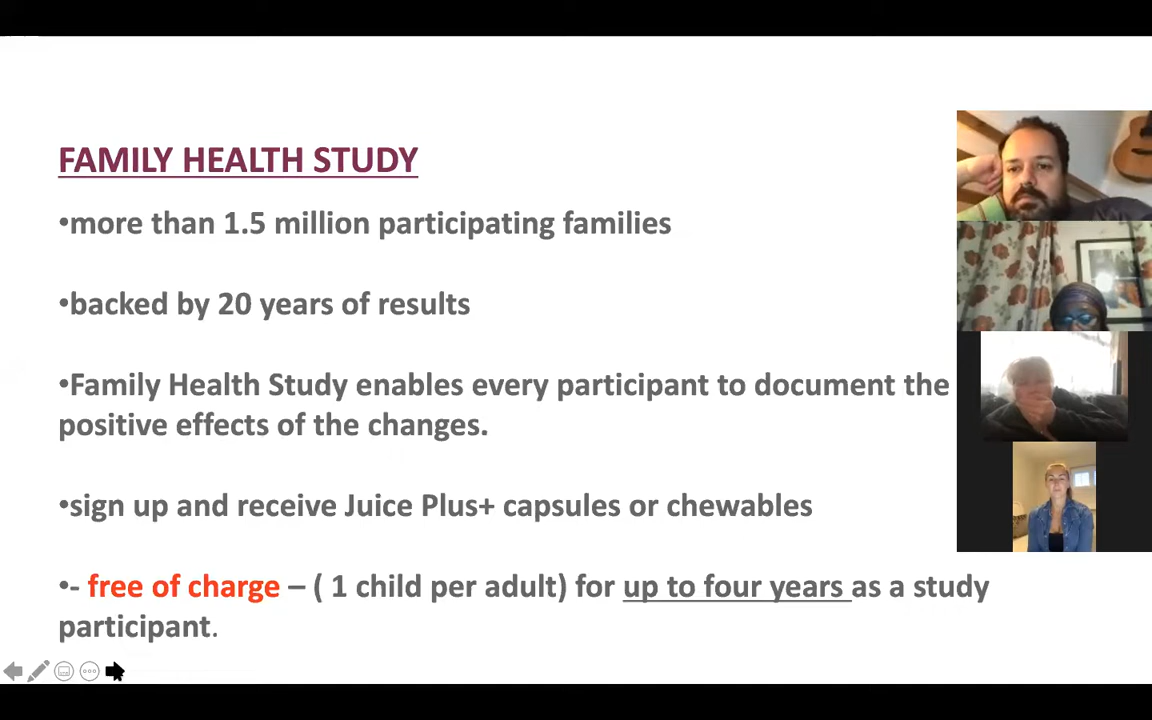 FAMILY HEALTH STUDY
•more than 1.5 million participating families
•backed by 20 years of results
•Family Health Study enables every participant to document the
positive effects of the changes.
•sign up and receive Juice Plus+ capsules or chewables
•- free of charge – ( 1 child per adult) for up to four years as a study
participant.